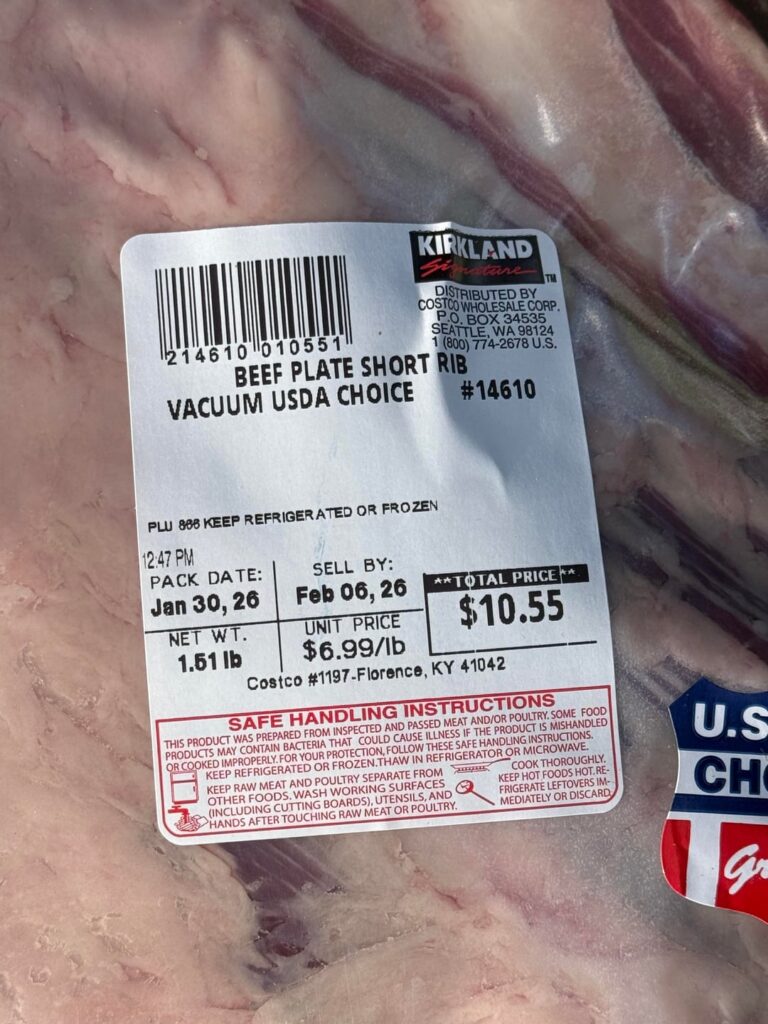 214610 010551
KIRKLAND
Signature
TM
DISTRIBUTED BY
COSTCO WHOLESALE CORP.
P.O. BOX 34535
SEATTLE, WA 98124
1 (800) 774-2678 U.S.
BEEF PLATE SHORT RIB
VACUUM USDA CHOICE #14610
PLU 866 KEEP REFRIGERATED OR FROZEN
12:47 PM
PACK DATE:
Jan 30, 26
SELL BY:
Feb 06, 26
**TOTAL PRICE**
$10.55
NET WT.
1.51 lb
UNIT PRICE
$6.99/lb
Costco #1197-Florence, KY 41042
SAFE HANDLING INSTRUCTIONS
THIS PRODUCT WAS PREPARED FROM INSPECTED AND PASSED MEAT AND/OR POULTRY. SOME FOOD
PRODUCTS MAY CONTAIN BACTERIA THAT COULD CAUSE ILLNESS IF THE PRODUCT IS MISHANDLED
OR COOKED IMPROPERLY. FOR YOUR PROTECTION, FOLLOW THESE SAFE HANDLING INSTRUCTIONS.
KEEP REFRIGERATED OR FROZEN. THAW IN REFRIGERATOR OR MICROWAVE.
KEEP RAW MEAT AND POULTRY SEPARATE FROM
OTHER FOODS. WASH WORKING SURFACES
(INCLUDING CUTTING BOARDS), UTENSILS, AND
HANDS AFTER TOUCHING RAW MEAT OR POULTRY.
COOK THOROUGHLY.
KEEP HOT FOODS HOT. RE-
FRIGERATE LEFTOVERS IM-
MEDIATELY OR DISCARD.
U.S
CHO
Gr